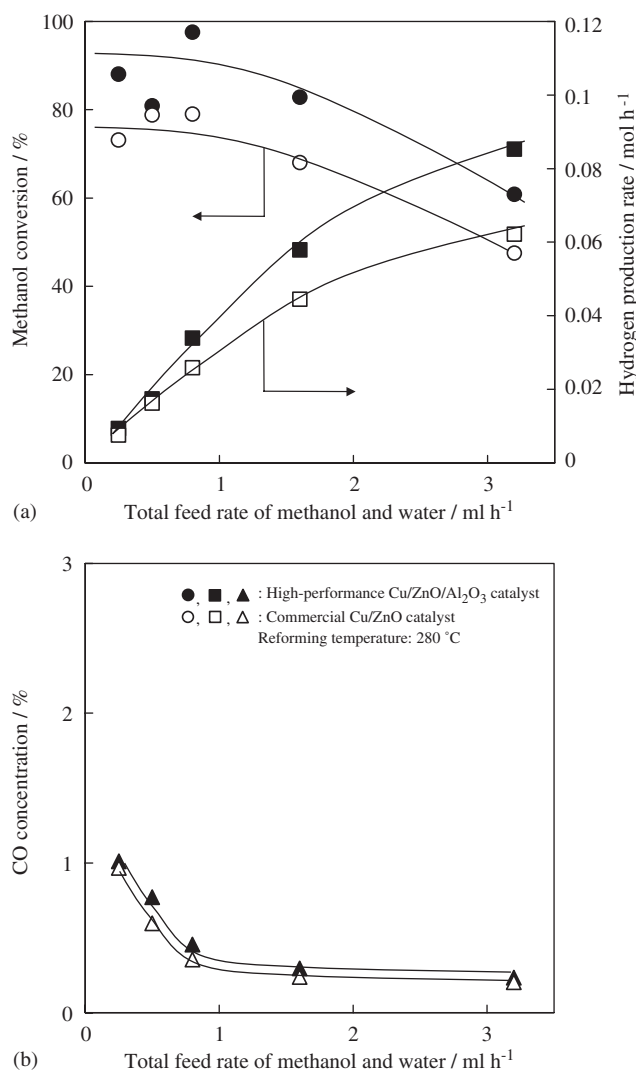 100
80
60
40
20
0
Methanol conversion / %
0.12
0.1
0.08
0.06
0.04
0.02
0
Hydrogen production rate / mol h⁻¹
0 1 2 3
(a) Total feed rate of methanol and water / ml h⁻¹
3
2
1
0
CO concentration / %
●, ■, ▲ : High-performance Cu/ZnO/Al₂O₃ catalyst
○, □, △ : Commercial Cu/ZnO catalyst
Reforming temperature: 280 °C
0 1 2 3
(b) Total feed rate of methanol and water / ml h⁻¹